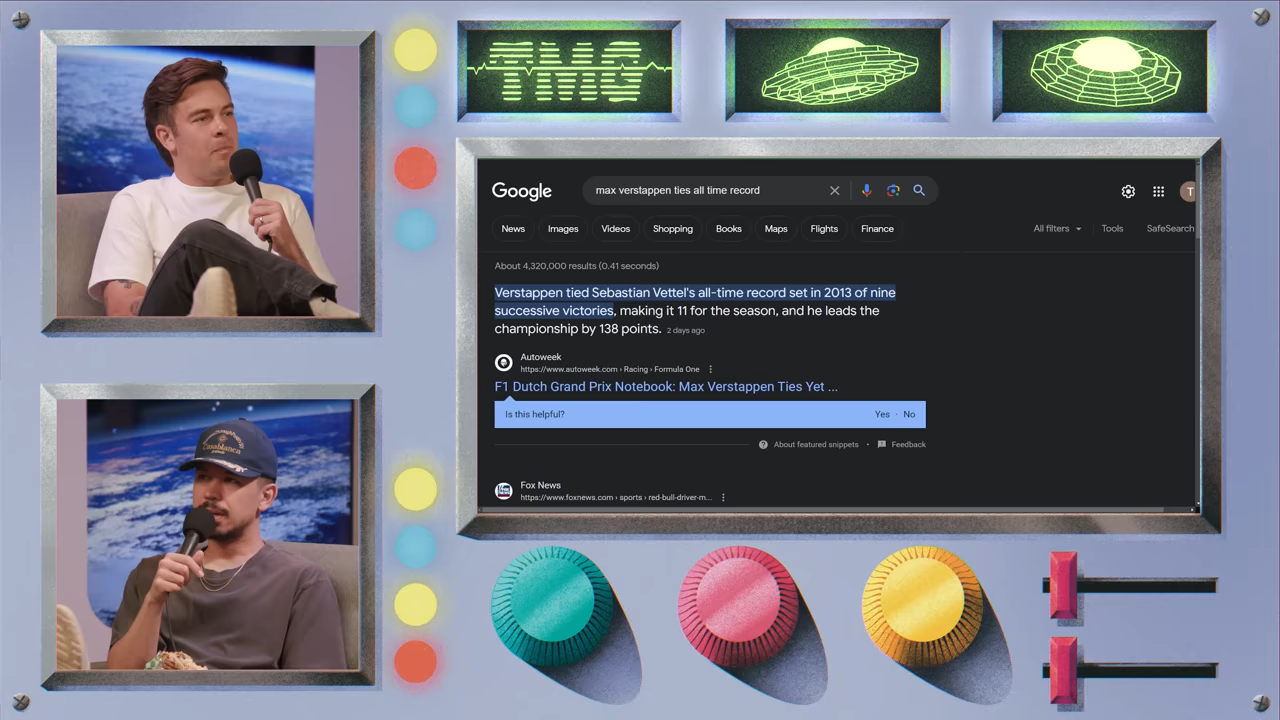 TMG
Google
max verstappen ties all time record
T
News
Images
Videos
Shopping
Books
Maps
Flights
Finance
All filters
Tools
SafeSearch
About 4,320,000 results (0.41 seconds)
Verstappen tied Sebastian Vettel's all-time record set in 2013 of nine
successive victories, making it 11 for the season, and he leads the
championship by 138 points. 2 days ago
Autoweek
https://www.autoweek.com › Racing › Formula One
F1 Dutch Grand Prix Notebook: Max Verstappen Ties Yet ...
Is this helpful? Yes · No
About featured snippets • Feedback
Fox News
https://www.foxnews.com › sports › red-bull-driver-m...
Casablanca